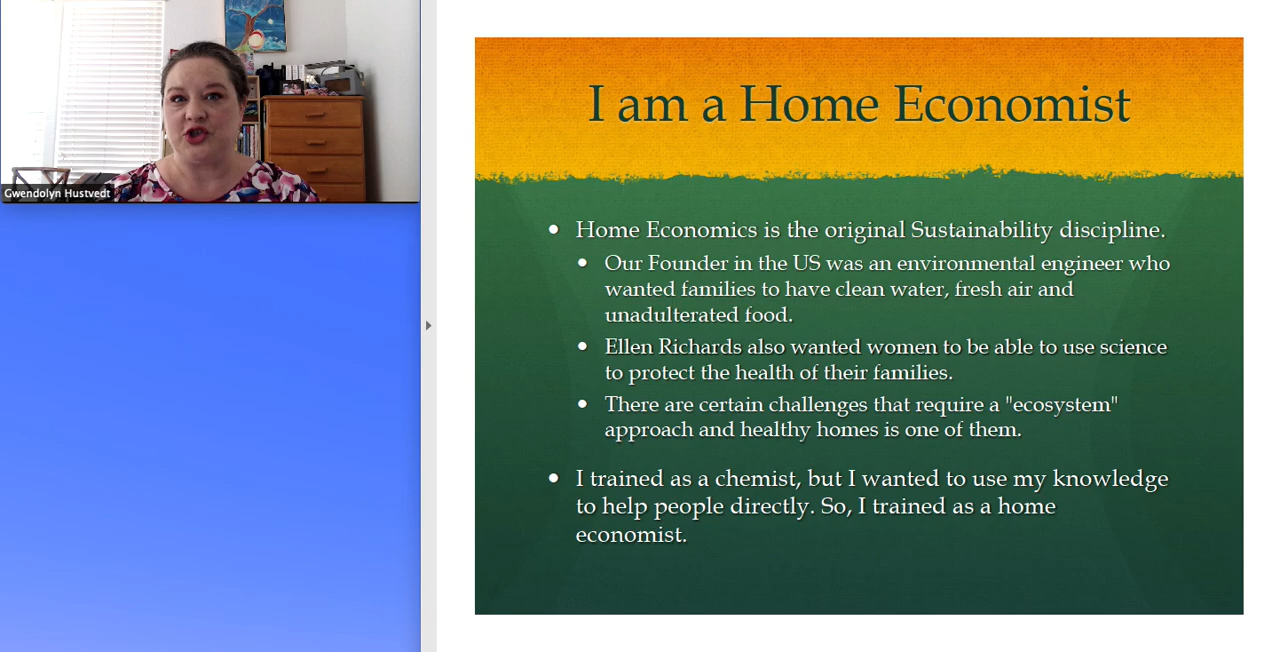 Gwendolyn Hustvedt
I am a Home Economist
• Home Economics is the original Sustainability discipline.
• Our Founder in the US was an environmental engineer who
wanted families to have clean water, fresh air and
unadulterated food.
• Ellen Richards also wanted women to be able to use science
to protect the health of their families.
• There are certain challenges that require a "ecosystem"
approach and healthy homes is one of them.
• I trained as a chemist, but I wanted to use my knowledge
to help people directly. So, I trained as a home
economist.